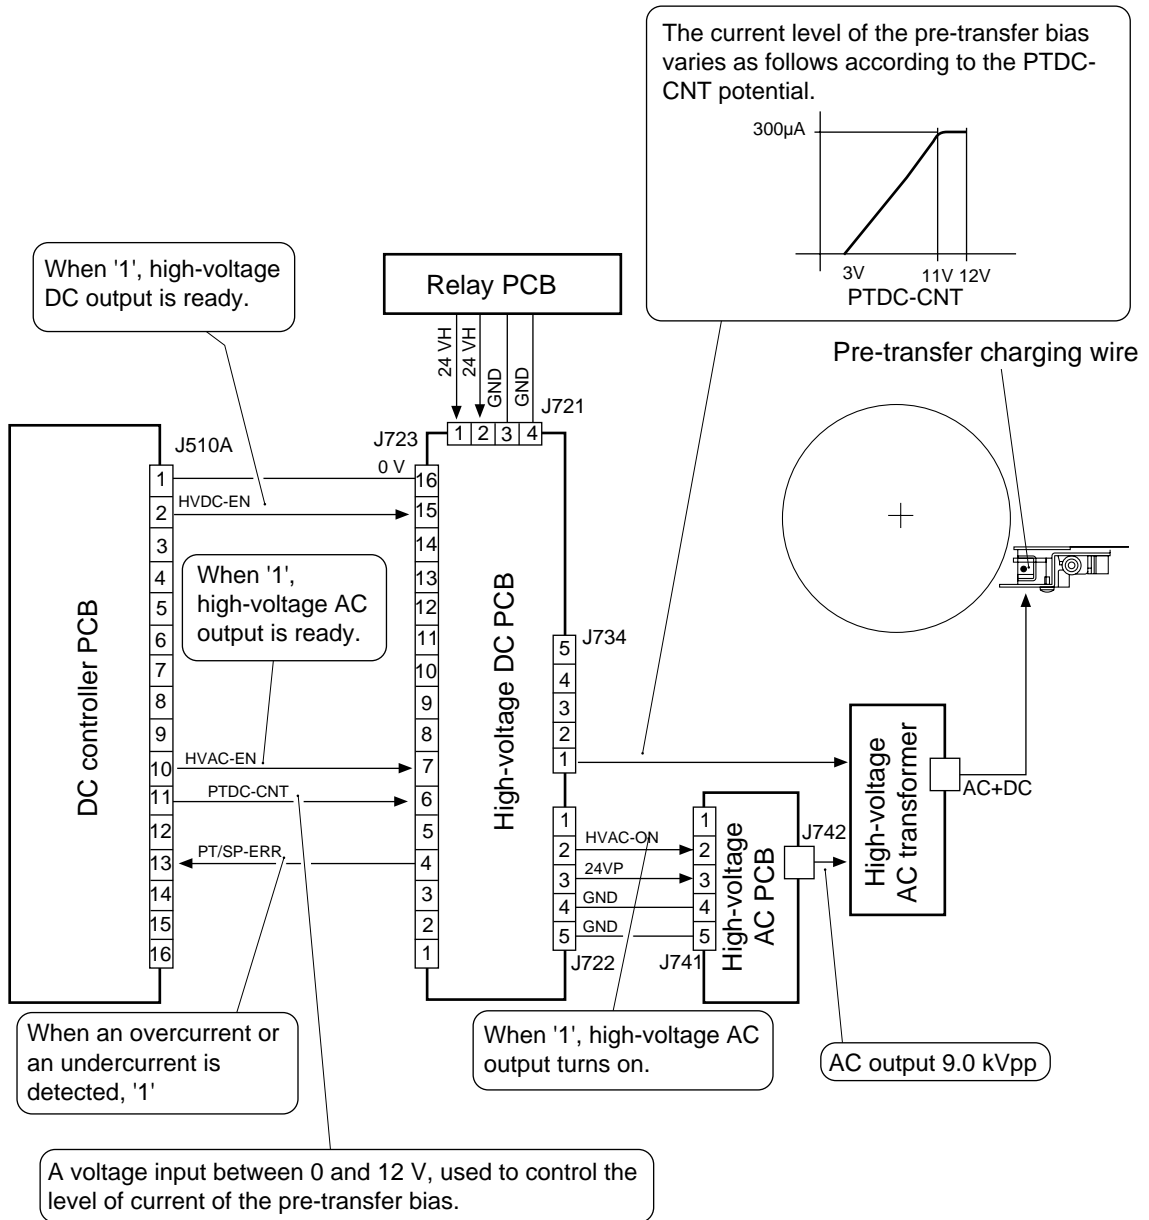 The current level of the pre-transfer bias
varies as follows according to the PTDC-
CNT potential.
300µA
3V
11V 12V
PTDC-CNT
When '1', high-voltage
DC output is ready.
Relay PCB
24 VH
24 VH
GND
GND
J721
1 2 3 4
Pre-transfer charging wire
J510A
J723
0 V
1
2
3
4
5
6
7
8
9
10
11
12
13
14
15
16
DC controller PCB
HVDC-EN
When '1',
high-voltage AC
output is ready.
HVAC-EN
PTDC-CNT
PT/SP-ERR
16
15
14
13
12
11
10
9
8
7
6
5
4
3
2
1
High-voltage DC PCB
J734
5
4
3
2
1
1
2
3
4
5
J722
HVAC-ON
24VP
GND
GND
1
2
3
4
5
J741
High-voltage
AC PCB
J742
High-voltage
AC transformer
AC+DC
When an overcurrent or
an undercurrent is
detected, '1'
When '1', high-voltage AC
output turns on.
AC output 9.0 kVpp
A voltage input between 0 and 12 V, used to control the
level of current of the pre-transfer bias.